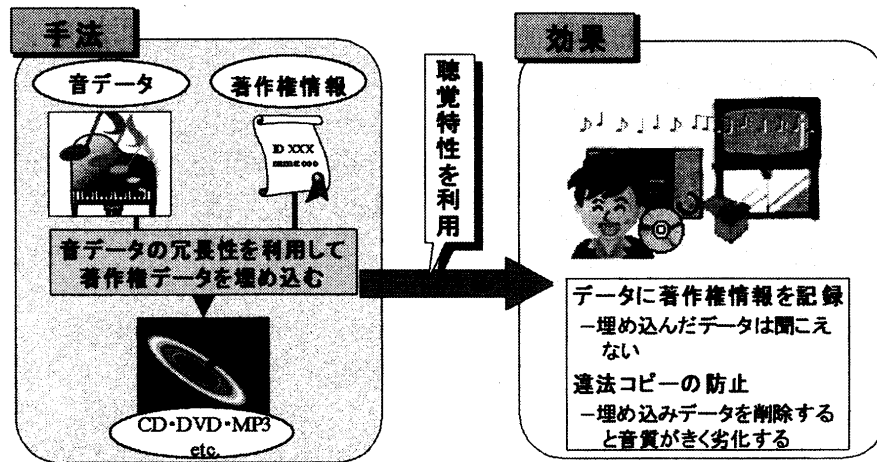 手法
音データ
著作権情報
ID XXX
音データの冗長性を利用して
著作権データを埋め込む
CD・DVD・MP3
etc.
聴覚特性を利用
効果
データに著作権情報を記録
−埋め込んだデータは聞こえ
ない
違法コピーの防止
−埋め込みデータを削除する
と音質がきく劣化する